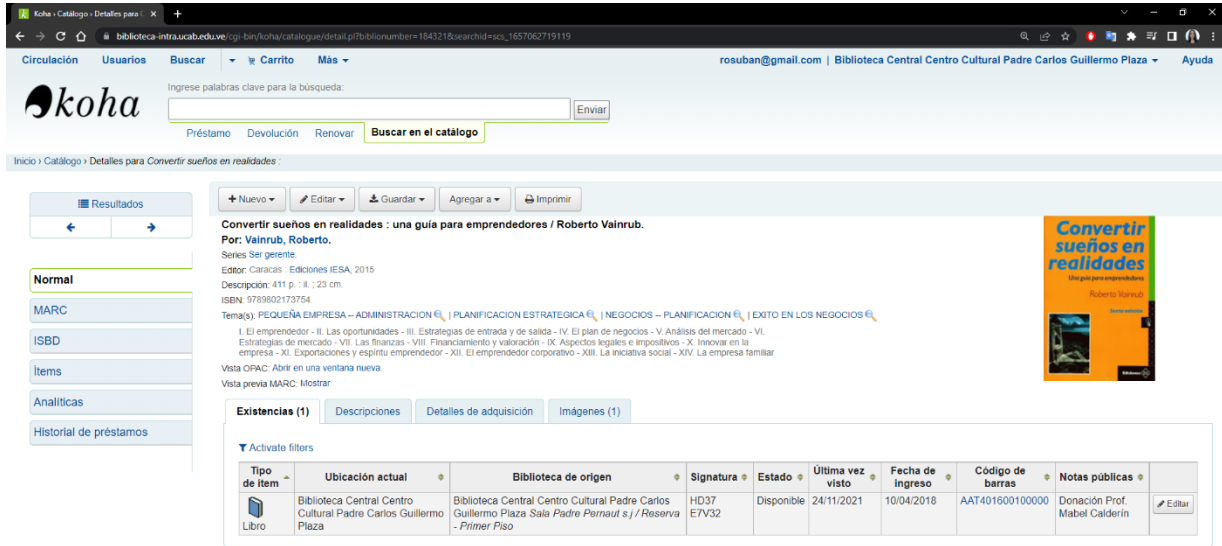 Koha › Catálogo › Detalles para C
biblioteca-intra.ucab.edu.ve/cgi-bin/koha/catalogue/detail.pl?biblionumber=184321&searchid=scs_1657062719119
Circulación Usuarios Buscar Carrito Más rosuban@gmail.com | Biblioteca Central Centro Cultural Padre Carlos Guillermo Plaza Ayuda
koha
Ingrese palabras clave para la búsqueda:
Enviar
Préstamo Devolución Renovar Buscar en el catálogo
Inicio › Catálogo › Detalles para Convertir sueños en realidades :
Resultados
Normal
MARC
ISBD
Ítems
Analíticas
Historial de préstamos
Nuevo Editar Guardar Agregar a Imprimir
Convertir sueños en realidades : una guía para emprendedores / Roberto Vainrub.
Por: Vainrub, Roberto.
Series Ser gerente.
Editor: Caracas : Ediciones IESA, 2015
Descripción: 411 p. : il. ; 23 cm.
ISBN: 9789802173754.
Tema(s): PEQUEÑA EMPRESA -- ADMINISTRACION | PLANIFICACION ESTRATEGICA | NEGOCIOS -- PLANIFICACION | EXITO EN LOS NEGOCIOS
I. El emprendedor - II. Las oportunidades - III. Estrategias de entrada y de salida - IV. El plan de negocios - V. Análisis del mercado - VI.
Estrategias de mercado - VII. Las finanzas - VIII. Financiamiento y valoración - IX. Aspectos legales e impositivos - X. Innovar en la
empresa - XI. Exportaciones y espíritu emprendedor - XII. El emprendedor corporativo - XIII. La iniciativa social - XIV. La empresa familiar
Vista OPAC: Abrir en una ventana nueva.
Vista previa MARC: Mostrar
Convertir
sueños en
realidades
Una guía para emprendedores
Roberto Vainrub
Existencias (1) Descripciones Detalles de adquisición Imágenes (1)
Activate filters
Tipo de ítem Ubicación actual Biblioteca de origen Signatura Estado Última vez visto Fecha de ingreso Código de barras Notas públicas
Libro
Biblioteca Central Centro
Cultural Padre Carlos Guillermo
Plaza
Biblioteca Central Centro Cultural Padre Carlos
Guillermo Plaza Sala Padre Pernaut s.j / Reserva
- Primer Piso
HD37
E7V32
Disponible
24/11/2021
10/04/2018
AAT401600100000
Donación Prof.
Mabel Calderín
Editar